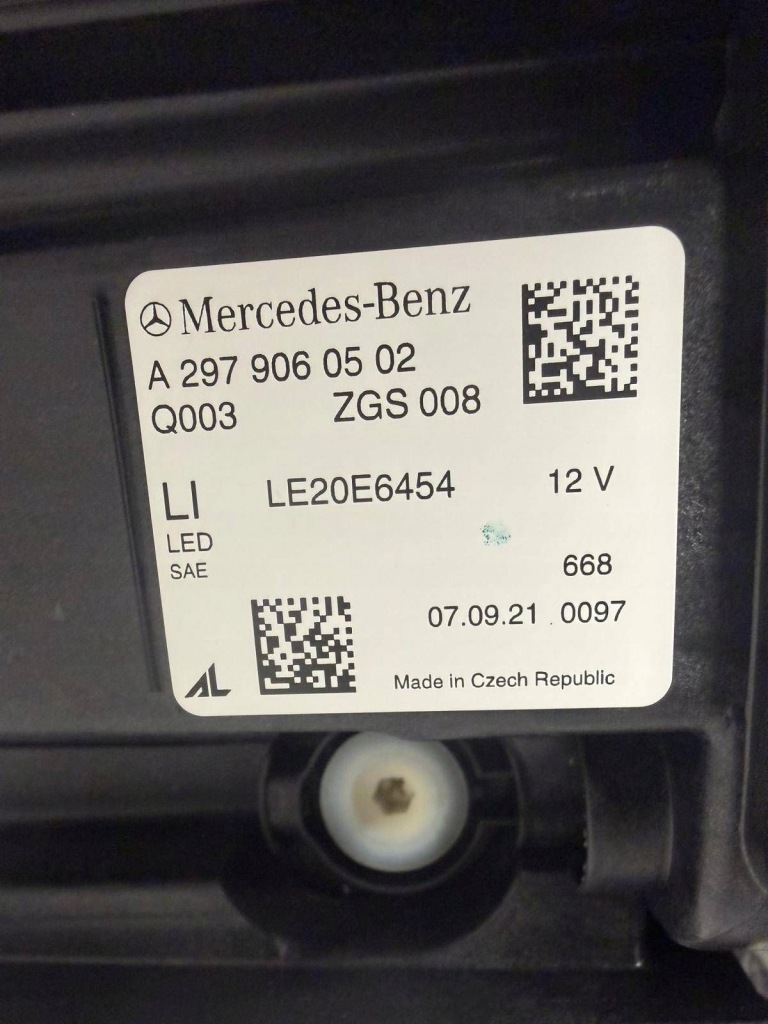 Mercedes-Benz
A 297 906 05 02
Q003 ZGS 008
LI LE20E6454 12 V
LED
SAE
668
07.09.21 0097
AL Made in Czech Republic